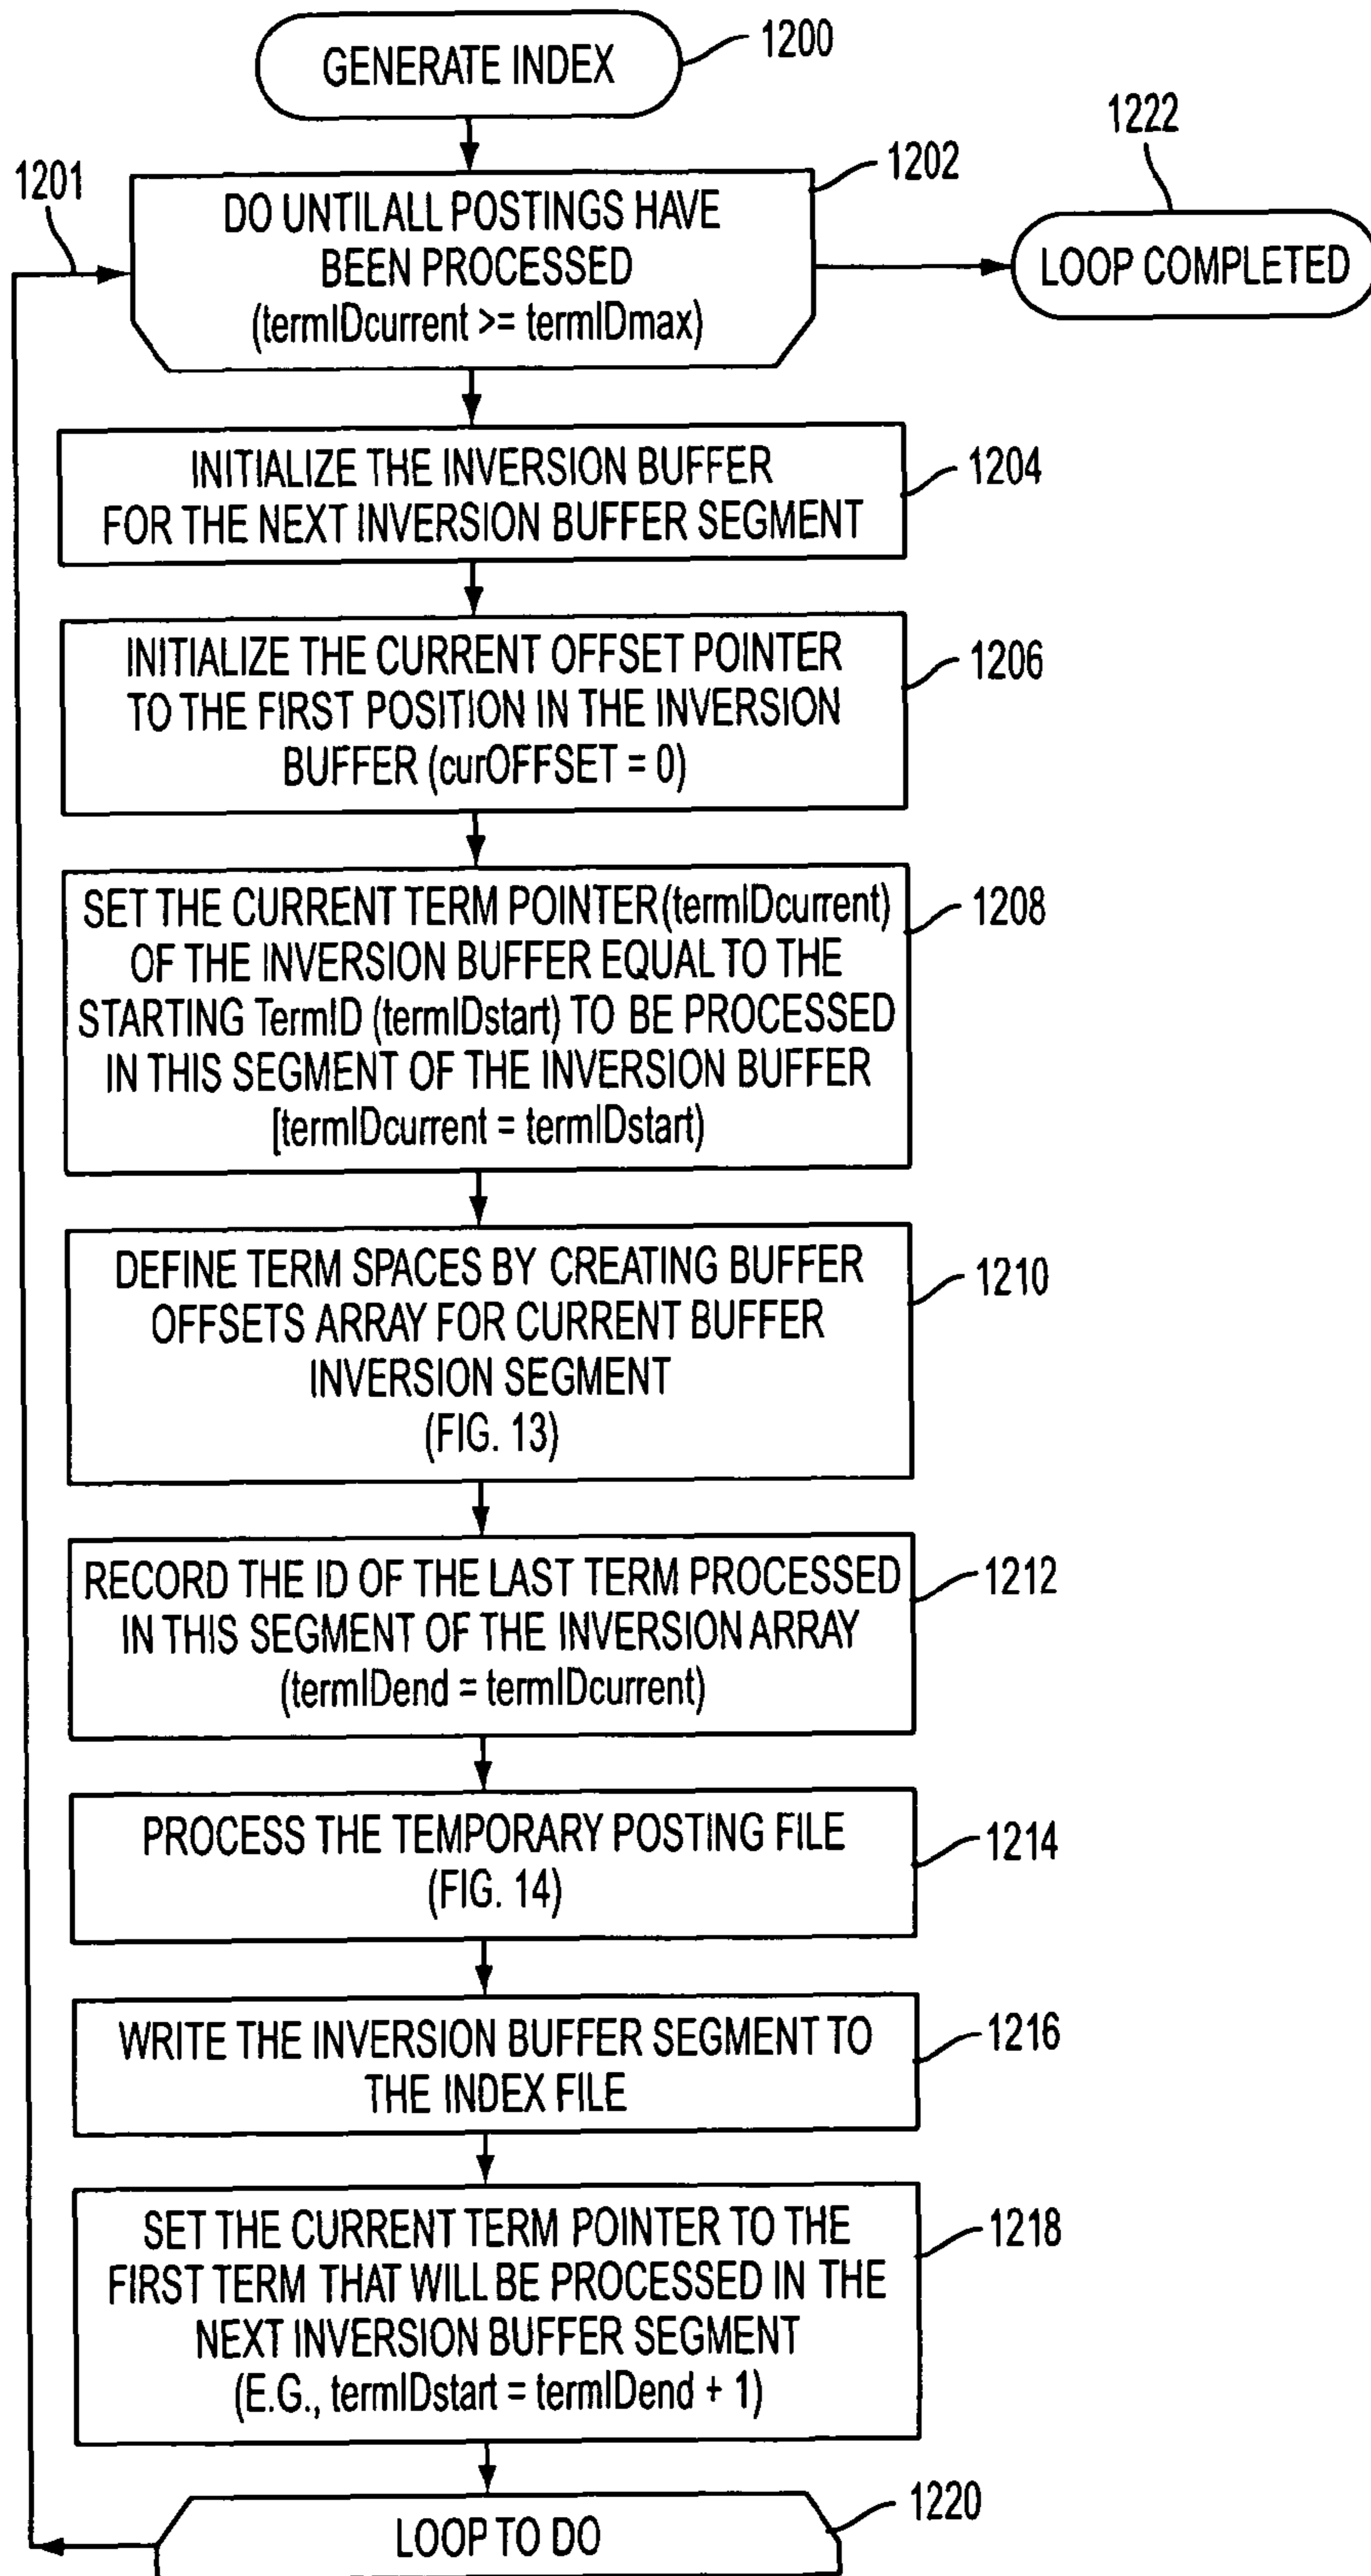 GENERATE INDEX
1200
1222
1201
1202
DO UNTIL ALL POSTINGS HAVE
BEEN PROCESSED
(termIDcurrent >= termIDmax)
LOOP COMPLETED
INITIALIZE THE INVERSION BUFFER
FOR THE NEXT INVERSION BUFFER SEGMENT
1204
INITIALIZE THE CURRENT OFFSET POINTER
TO THE FIRST POSITION IN THE INVERSION
BUFFER (curOFFSET = 0)
1206
SET THE CURRENT TERM POINTER (termIDcurrent)
OF THE INVERSION BUFFER EQUAL TO THE
STARTING TermID (termIDstart) TO BE PROCESSED
IN THIS SEGMENT OF THE INVERSION BUFFER
[termIDcurrent = termIDstart)
1208
DEFINE TERM SPACES BY CREATING BUFFER
OFFSETS ARRAY FOR CURRENT BUFFER
INVERSION SEGMENT
(FIG. 13)
1210
RECORD THE ID OF THE LAST TERM PROCESSED
IN THIS SEGMENT OF THE INVERSION ARRAY
(termIDend = termIDcurrent)
1212
PROCESS THE TEMPORARY POSTING FILE
(FIG. 14)
1214
WRITE THE INVERSION BUFFER SEGMENT TO
THE INDEX FILE
1216
SET THE CURRENT TERM POINTER TO THE
FIRST TERM THAT WILL BE PROCESSED IN THE
NEXT INVERSION BUFFER SEGMENT
(E.G., termIDstart = termIDend + 1)
1218
LOOP TO DO
1220